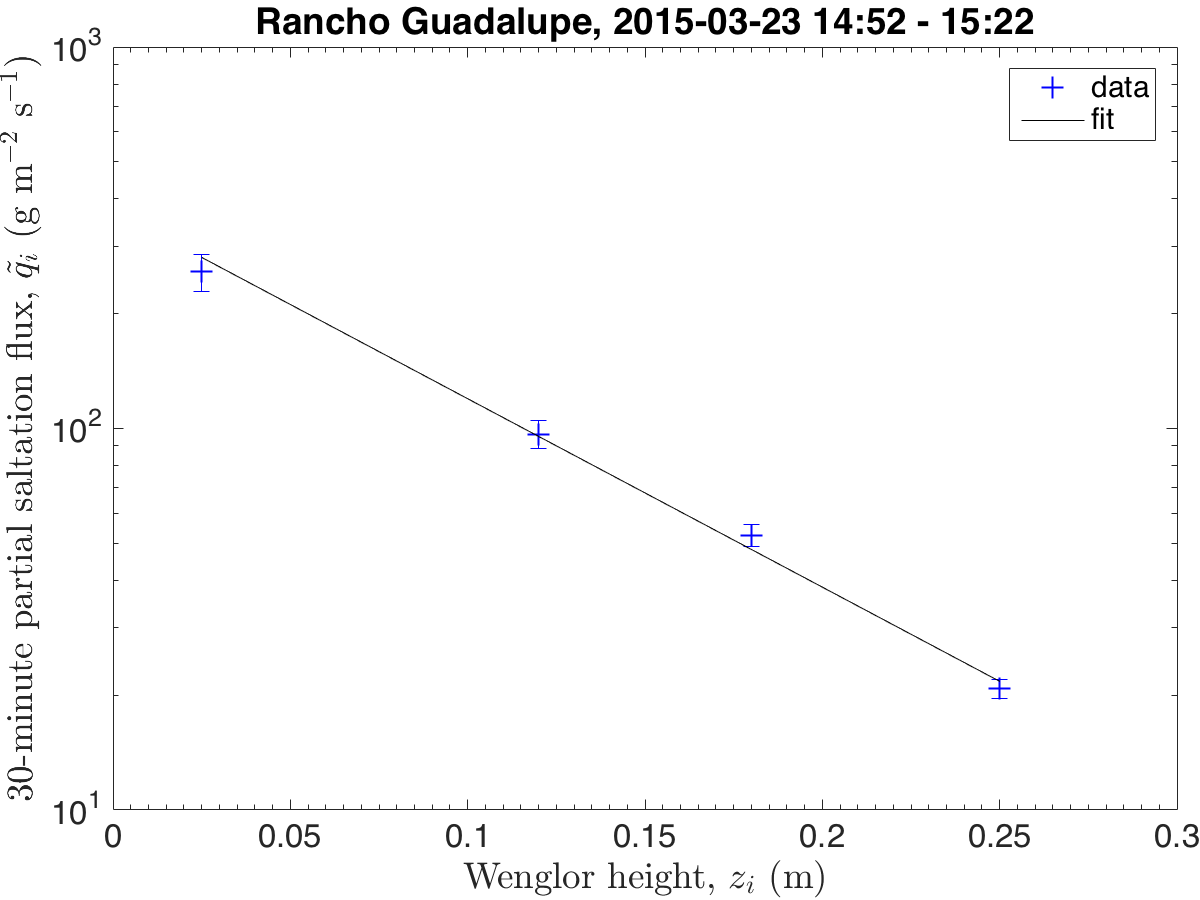 Rancho Guadalupe, 2015-03-23 14:52 - 15:22
30-minute partial saltation flux, q̃ᵢ (g m⁻² s⁻¹)
10³
10²
10¹
data
fit
0 0.05 0.1 0.15 0.2 0.25 0.3
Wenglor height, zᵢ (m)